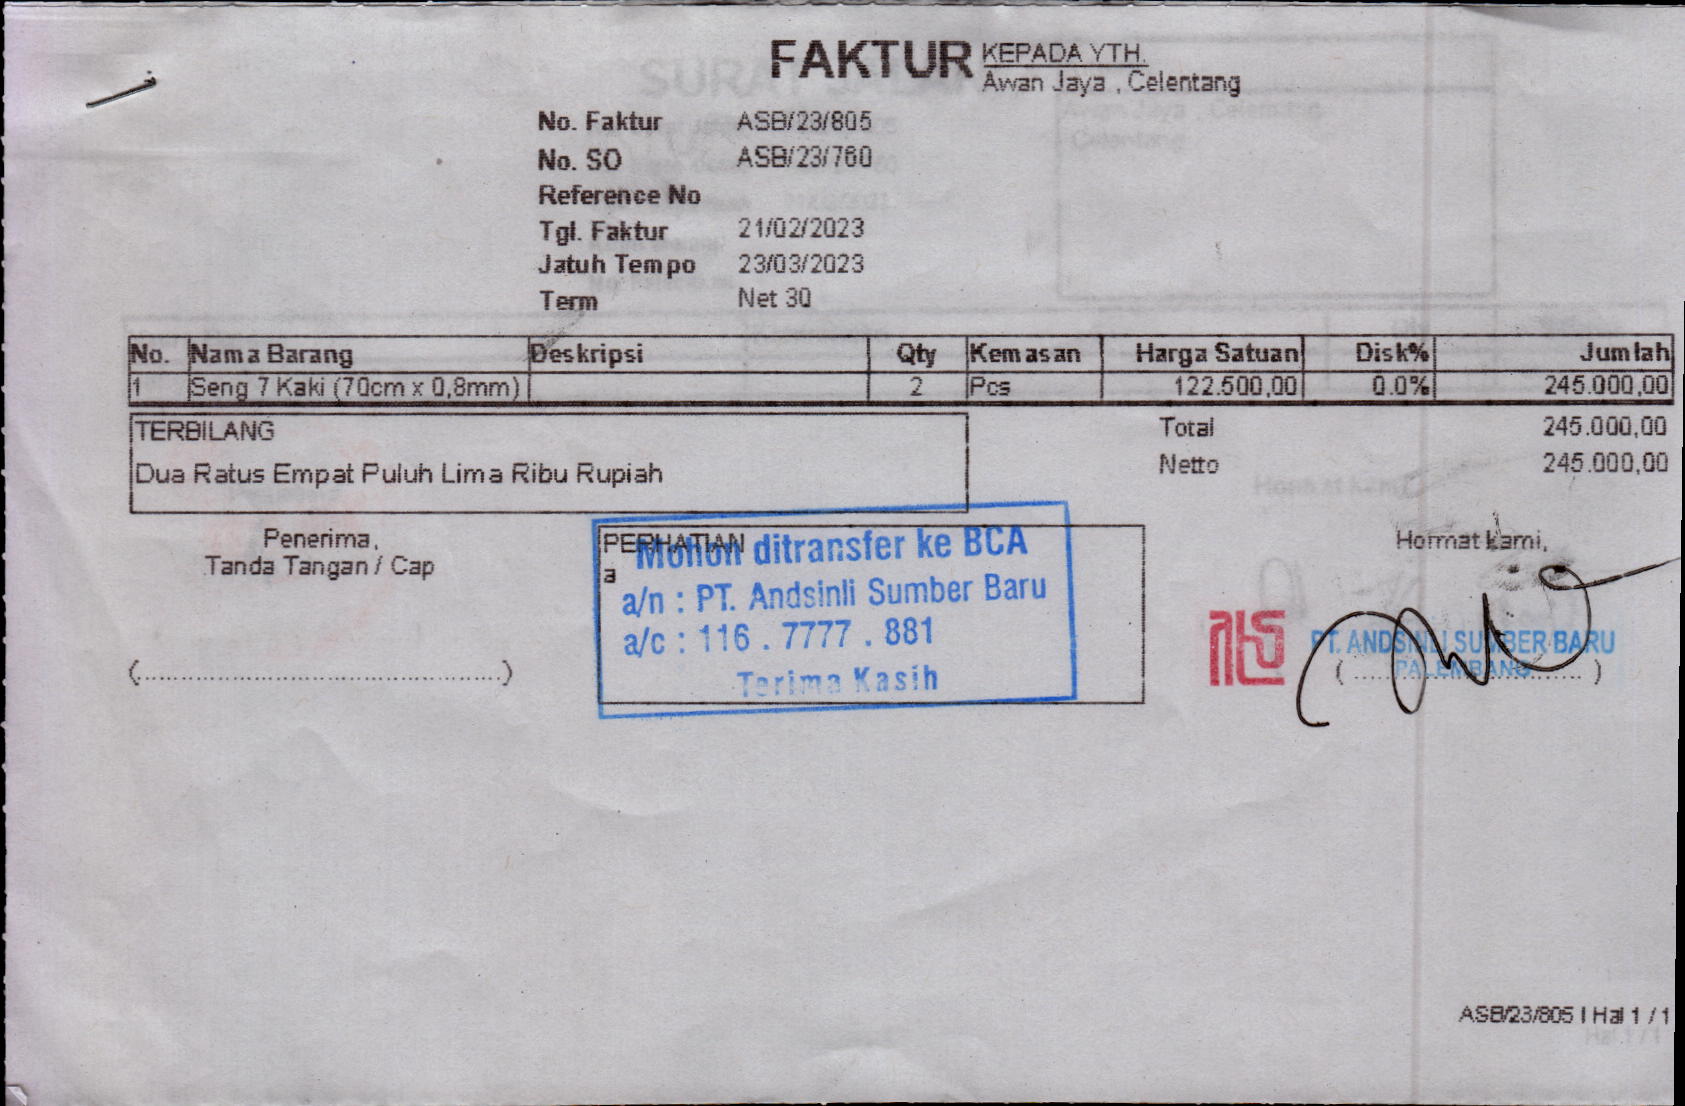 FAKTUR
KEPADA YTH.
Awan Jaya , Celentang
No. Faktur ASB/23/805
No. SO ASB/23/760
Reference No
Tgl. Faktur 21/02/2023
Jatuh Tempo 23/03/2023
Term Net 30
No. Nama Barang Deskripsi Qty Kemasan Harga Satuan Disk% Jumlah
1 Seng 7 Kaki (70cm x 0,8mm) 2 Pcs 122.500,00 0.0% 245.000,00
TERBILANG
Dua Ratus Empat Puluh Lima Ribu Rupiah
Total 245.000,00
Netto 245.000,00
Penerima,
Tanda Tangan / Cap
(...........................................)
PERHATIAN
a
Mohon ditransfer ke BCA
a/n : PT. Andsinli Sumber Baru
a/c : 116 . 7777 . 881
Terima Kasih
Hormat kami,
PT. ANDSINLI SUMBER BARU
PALEMBANG
( .............................. )
ASB/23/805 | Hal 1 / 1